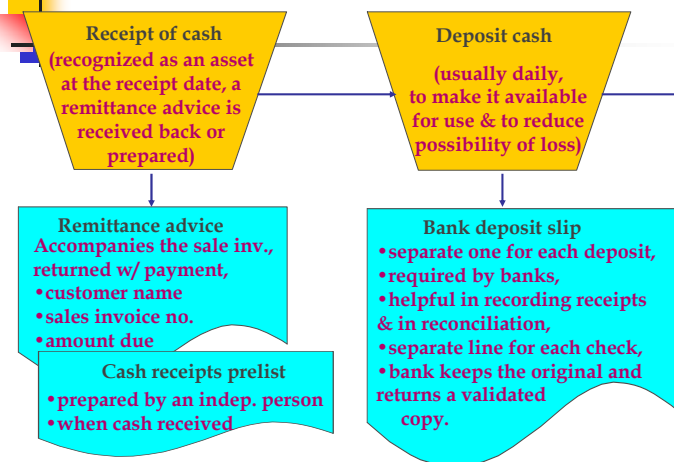 Receipt of cash
(recognized as an asset
at the receipt date, a
remittance advice is
received back or
prepared)
Deposit cash
(usually daily,
to make it available
for use & to reduce
possibility of loss)
Remittance advice
Accompanies the sale inv.,
returned w/ payment,
•customer name
•sales invoice no.
•amount due
Cash receipts prelist
•prepared by an indep. person
•when cash received
Bank deposit slip
•separate one for each deposit,
•required by banks,
•helpful in recording receipts
& in reconciliation,
•separate line for each check,
•bank keeps the original and
returns a validated
copy.